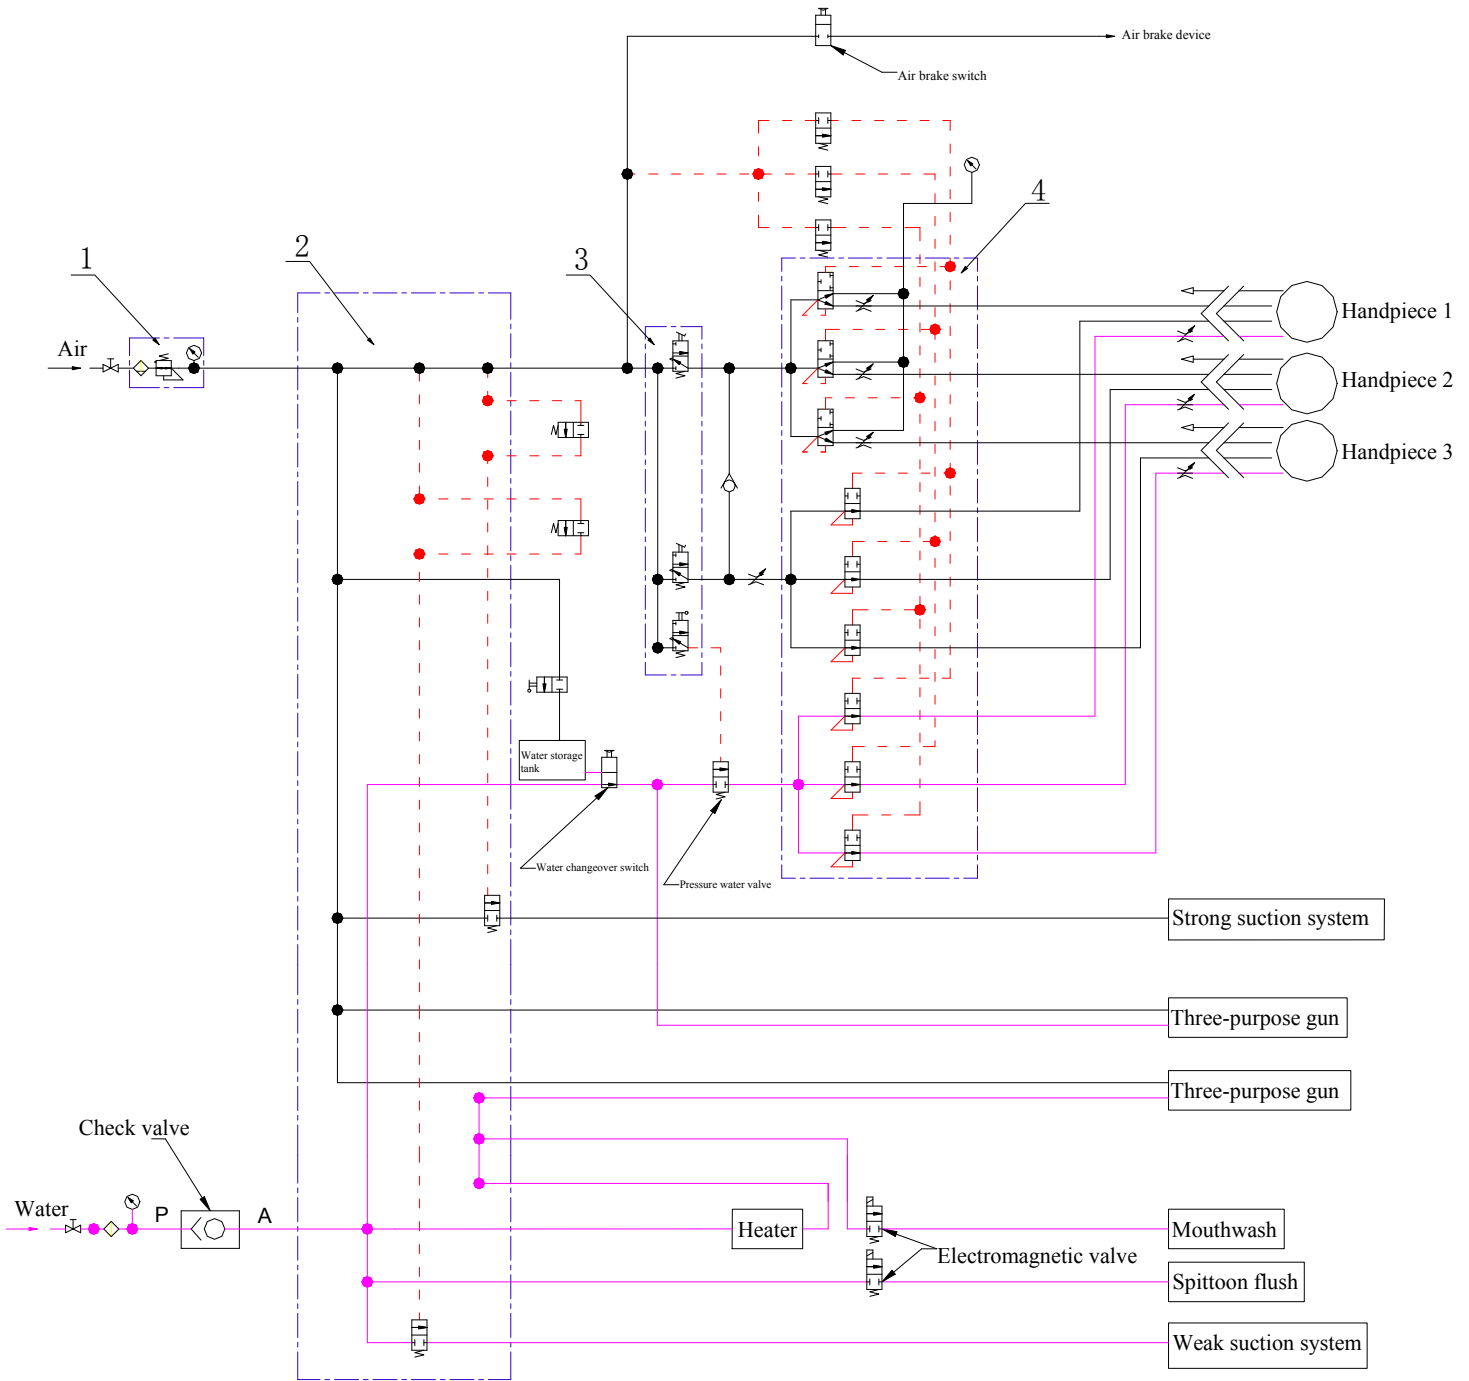 Air brake device
Air brake switch
4
1
2
3
Air
Handpiece 1
Handpiece 2
Handpiece 3
Water storage
tank
Water changeover switch
Pressure water valve
Strong suction system
Three-purpose gun
Three-purpose gun
Check valve
Water
P
A
Heater
Mouthwash
Electromagnetic valve
Spittoon flush
Weak suction system